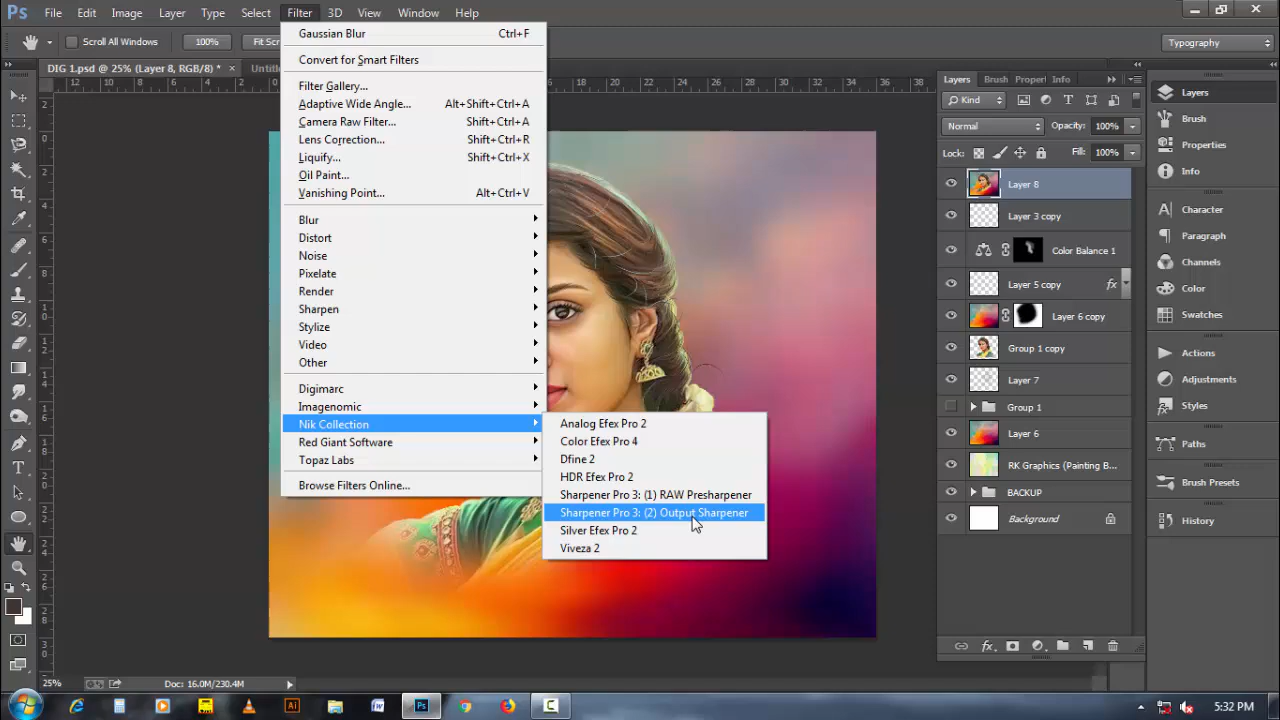 Ps File Edit Image Layer Type Select Filter 3D View Window Help
Scroll All Windows 100% Fit Scr Typography
DIG 1.psd @ 25% (Layer 8, RGB/8) * × Untitl
Gaussian Blur Ctrl+F
Convert for Smart Filters
Filter Gallery...
Adaptive Wide Angle... Alt+Shift+Ctrl+A
Camera Raw Filter... Shift+Ctrl+A
Lens Correction... Shift+Ctrl+R
Liquify... Shift+Ctrl+X
Oil Paint...
Vanishing Point... Alt+Ctrl+V
Blur
Distort
Noise
Pixelate
Render
Sharpen
Stylize
Video
Other
Digimarc
Imagenomic
Nik Collection
Red Giant Software
Topaz Labs
Browse Filters Online...
Analog Efex Pro 2
Color Efex Pro 4
Dfine 2
HDR Efex Pro 2
Sharpener Pro 3: (1) RAW Presharpener
Sharpener Pro 3: (2) Output Sharpener
Silver Efex Pro 2
Viveza 2
Layers Brush Propert Info
Kind
Normal Opacity: 100%
Lock: Fill: 100%
Layer 8
Layer 3 copy
Color Balance 1
Layer 5 copy fx
Layer 6 copy
Group 1 copy
Layer 7
Group 1
Layer 6
RK Graphics (Painting B...
BACKUP
Background
Layers
Brush
Properties
Info
Character
Paragraph
Channels
Color
Swatches
Actions
Adjustments
Styles
Paths
Brush Presets
History
25% Doc: 16.0M/230.4M
5:32 PM